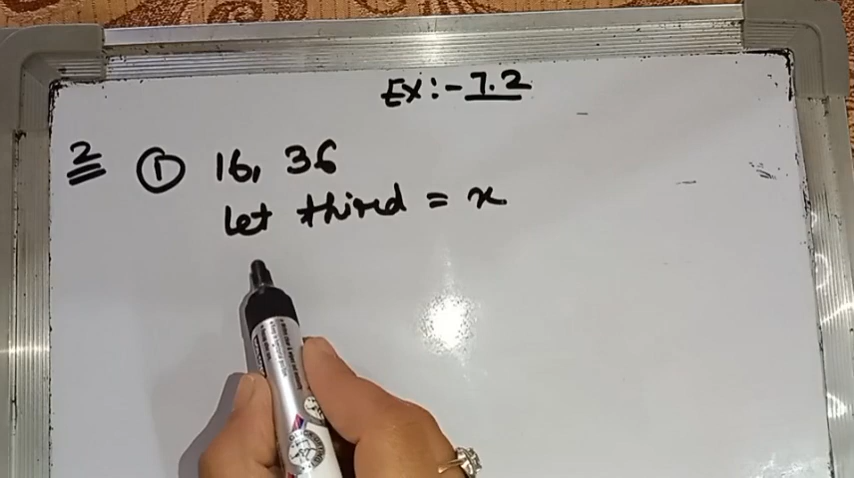 Ex:- 7.2
2 ① 16, 36
let third = x